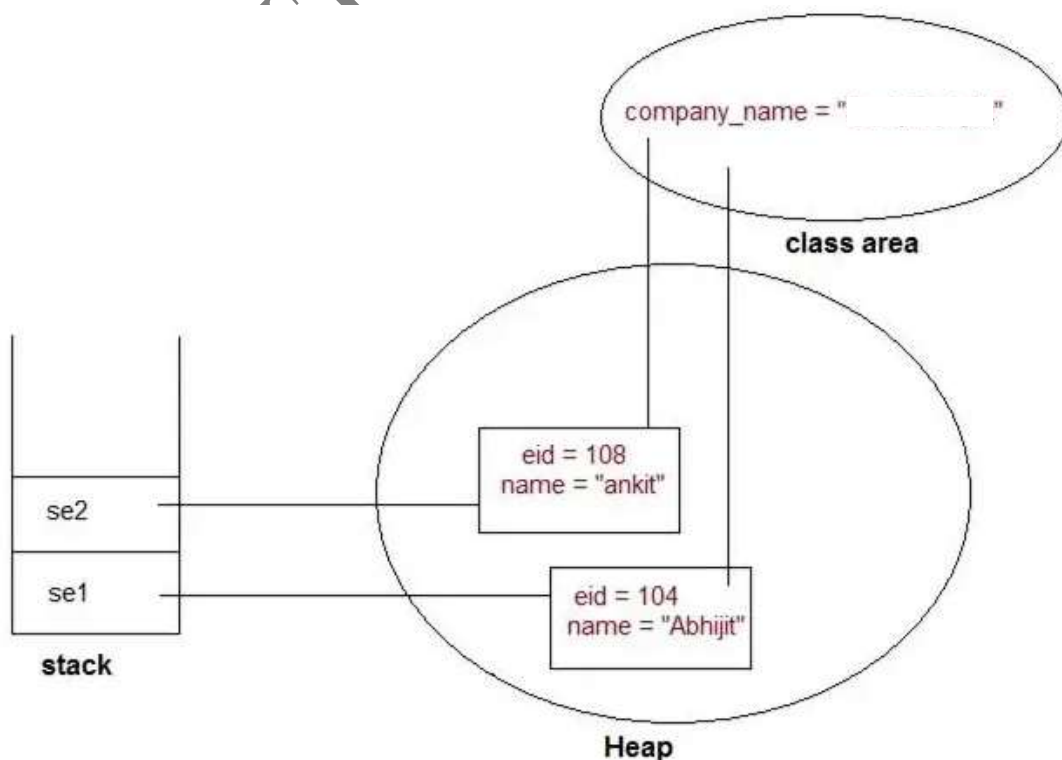 company_name = " "
class area
eid = 108
name = "ankit"
se2
se1
eid = 104
name = "Abhijit"
stack
Heap